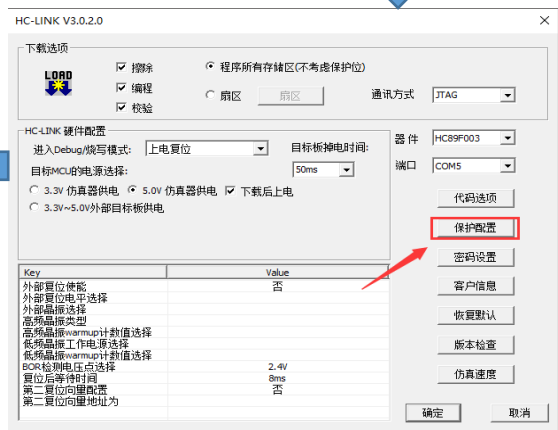 HC-LINK V3.0.2.0
下载选项
LOAD
擦除
编程
校验
程序所有存储区(不考虑保护位)
扇区
扇区
通讯方式
JTAG
HC-LINK 硬件配置
进入Debug/烧写模式:
上电复位
目标板掉电时间:
目标MCU的电源选择:
50ms
3.3V 仿真器供电
5.0V 仿真器供电
下载后上电
3.3V~5.0V外部目标板供电
器件
HC89F003
端口
COM5
代码选项
保护配置
密码设置
客户信息
恢复默认
版本检查
仿真速度
Key Value
外部复位使能 否
外部复位电平选择
外部晶振选择
高频晶振类型
高频晶振warmup计数值选择
低频晶振工作电源选择
低频晶振warmup计数值选择
BOR检测电压点选择 2.4V
复位后等待时间 8ms
第二复位向量配置 否
第二复位向量地址为
确定
取消